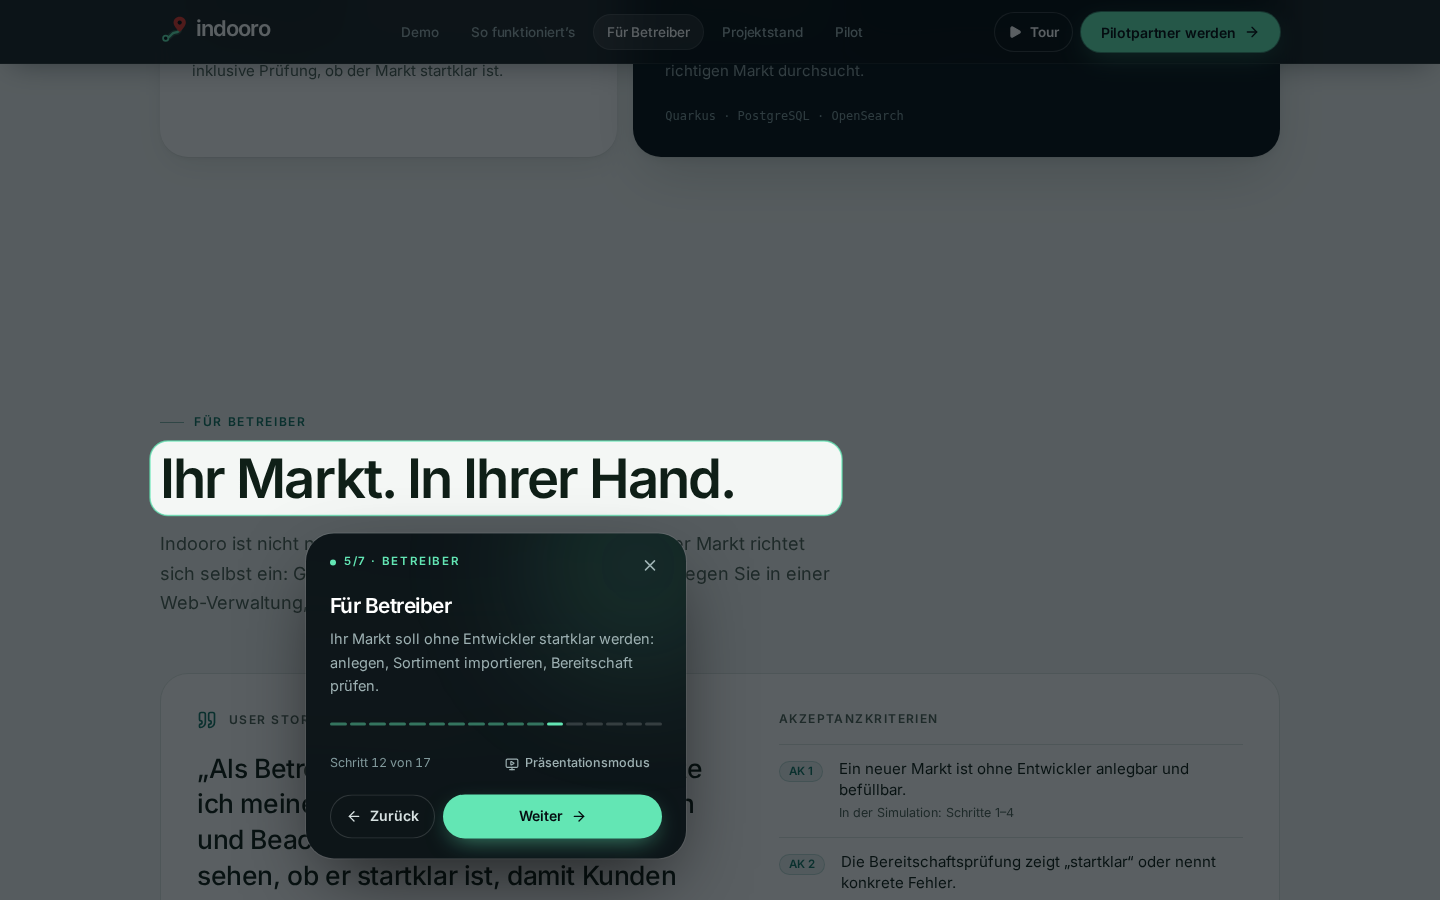 indooro
Demo
So funktioniert's
Für Betreiber
Projektstand
Pilot
Tour
Pilotpartner werden
inklusive Prüfung, ob der Markt startklar ist.
richtigen Markt durchsucht.
Quarkus · PostgreSQL · OpenSearch
FÜR BETREIBER
Ihr Markt. In Ihrer Hand.
Indooro ist nicht
Markt richtet
sich selbst ein:
Sie in einer
Web-Verwaltung,
5/7 · BETREIBER
Für Betreiber
Ihr Markt soll ohne Entwickler startklar werden:
anlegen, Sortiment importieren, Bereitschaft
prüfen.
Schritt 12 von 17
Präsentationsmodus
Zurück
Weiter
USER
„Als
ich
und
sehen, ob er startklar ist, damit Kunden
AKZEPTANZKRITERIEN
AK 1
Ein neuer Markt ist ohne Entwickler anlegbar und
befüllbar.
In der Simulation: Schritte 1–4
AK 2
Die Bereitschaftsprüfung zeigt „startklar“ oder nennt
konkrete Fehler.